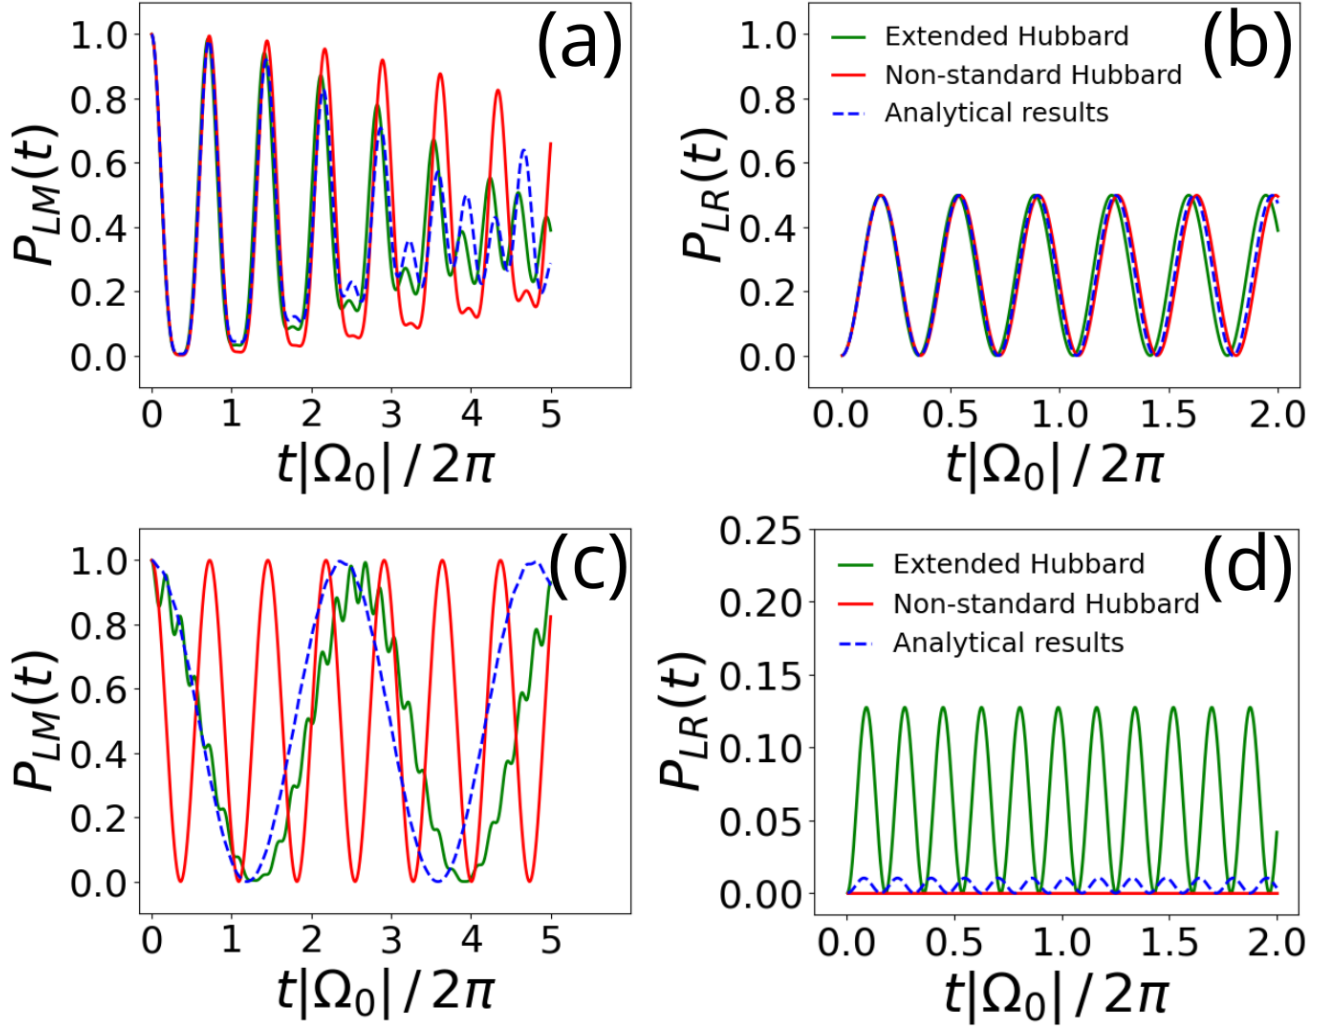 (a)
P_LM(t)
1.0
0.8
0.6
0.4
0.2
0.0
0 1 2 3 4 5
t|Ω₀| / 2π
(b)
Extended Hubbard
Non-standard Hubbard
Analytical results
P_LR(t)
1.0
0.8
0.6
0.4
0.2
0.0
0.0 0.5 1.0 1.5 2.0
t|Ω₀| / 2π
(c)
P_LM(t)
1.0
0.8
0.6
0.4
0.2
0.0
0 1 2 3 4 5
t|Ω₀| / 2π
(d)
Extended Hubbard
Non-standard Hubbard
Analytical results
P_LR(t)
0.25
0.20
0.15
0.10
0.05
0.00
0.0 0.5 1.0 1.5 2.0
t|Ω₀| / 2π